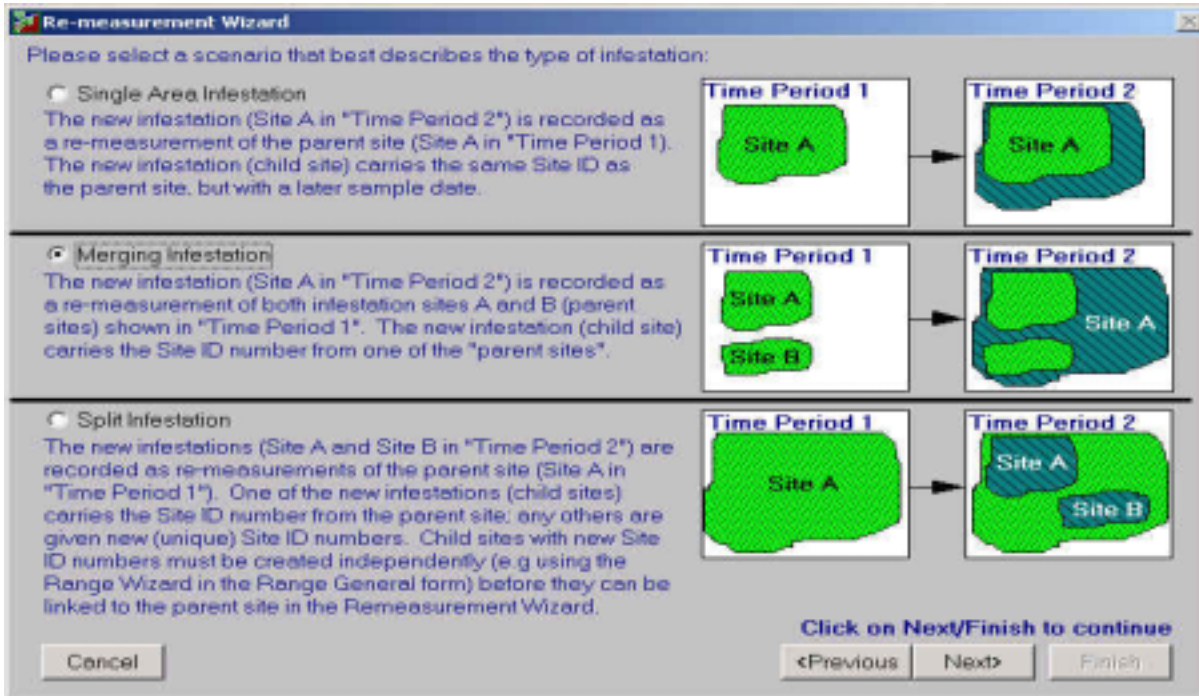 Re-measurement Wizard
Please select a scenario that best describes the type of infestation:
Single Area Infestation
The new infestation (Site A in "Time Period 2") is recorded as
a re-measurement of the parent site (Site A in "Time Period 1).
The new infestation (child site) carries the same Site ID as
the parent site, but with a later sample date.
Time Period 1
Site A
Time Period 2
Site A
Merging Infestation
The new infestation (Site A in "Time Period 2") is recorded as
a re-measurement of both infestation sites A and B (parent
sites) shown in "Time Period 1". The new infestation (child site)
carries the Site ID number from one of the "parent sites".
Time Period 1
Site A
Site B
Time Period 2
Site A
Split Infestation
The new infestations (Site A and Site B in "Time Period 2") are
recorded as re-measurements of the parent site (Site A in
"Time Period 1"). One of the new infestations (child sites)
carries the Site ID number from the parent site; any others are
given new (unique) Site ID numbers. Child sites with new Site
ID numbers must be created independently (e.g using the
Range Wizard in the Range General form) before they can be
linked to the parent site in the Remeasurement Wizard.
Time Period 1
Site A
Time Period 2
Site A
Site B
Click on Next/Finish to continue
Cancel
<Previous
Next>
Finish